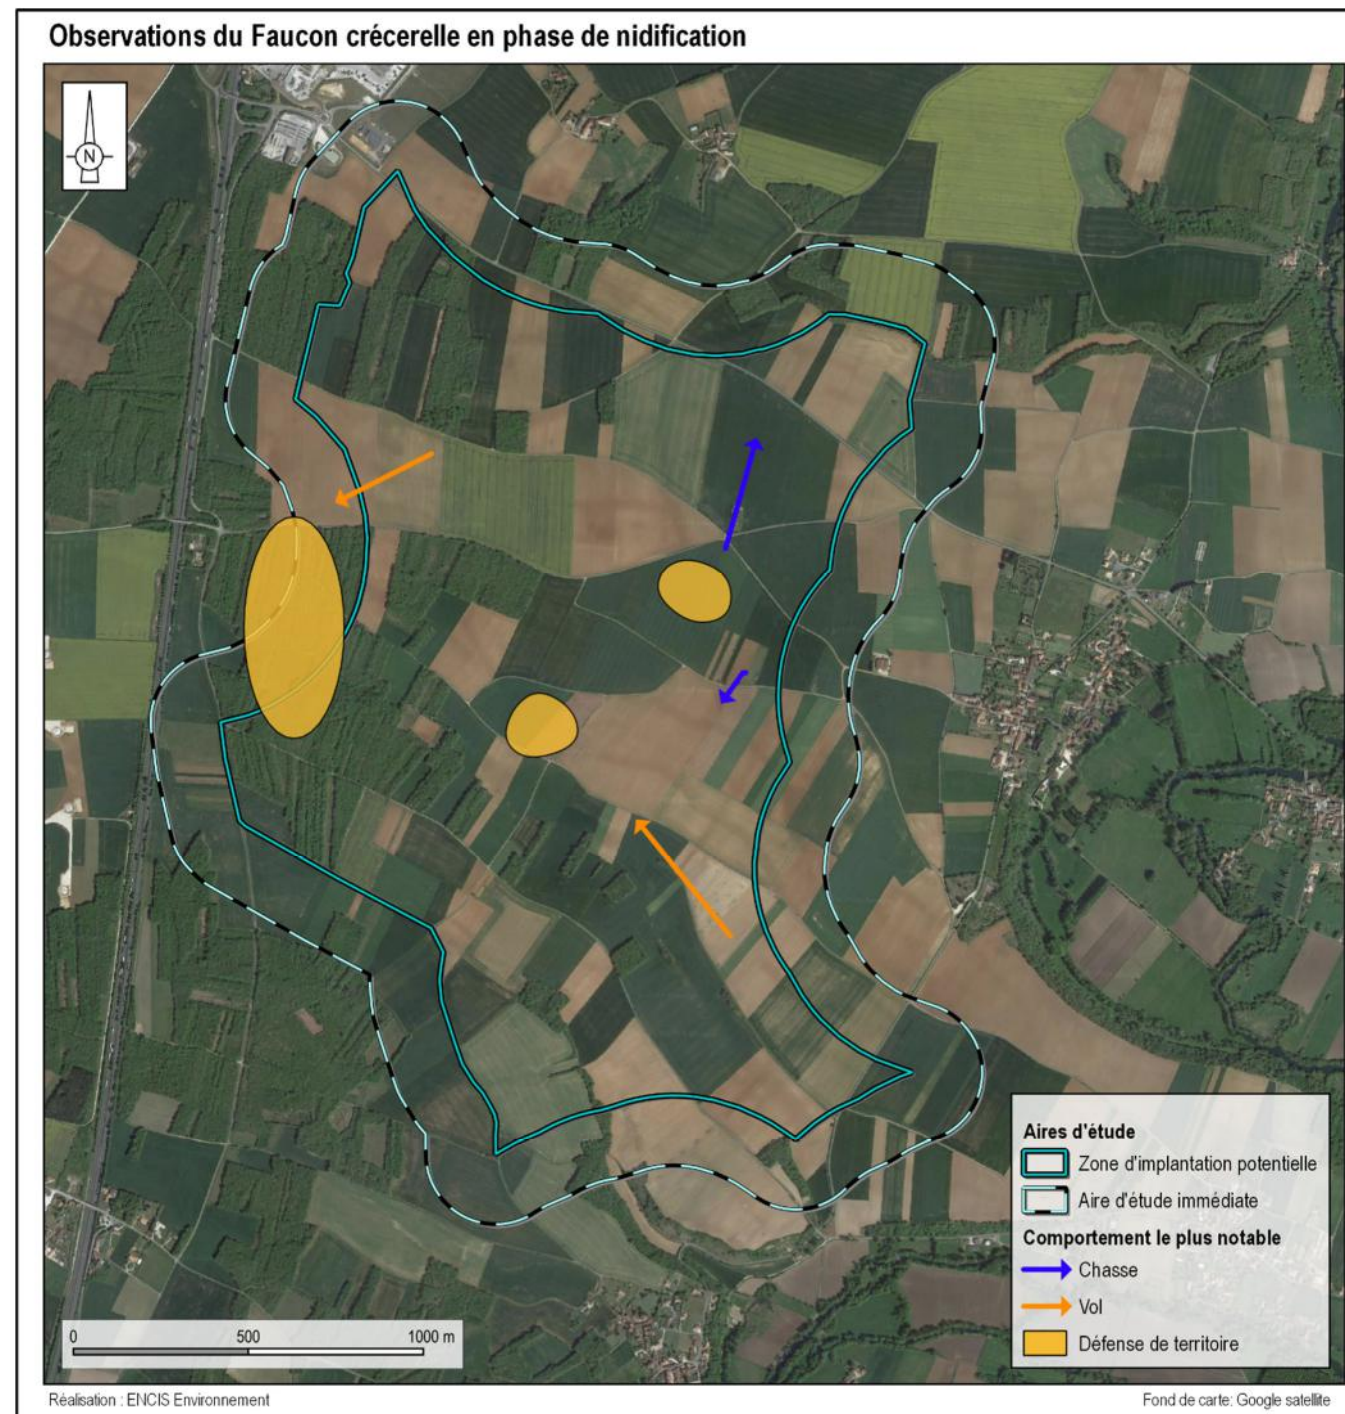 Observations du Faucon crécerelle en phase de nidification
N
Aires d'étude
Zone d'implantation potentielle
Aire d'étude immédiate
Comportement le plus notable
Chasse
Vol
Défense de territoire
0 500 1000 m
Réalisation : ENCIS Environnement
Fond de carte: Google satellite